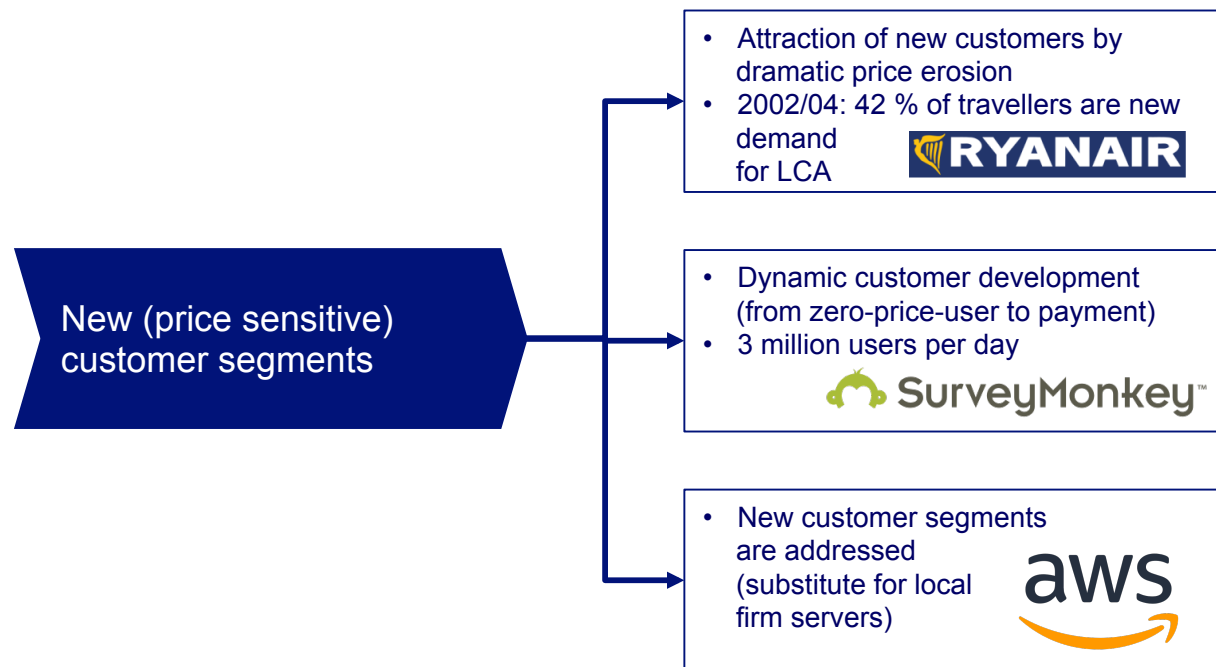 • Attraction of new customers by
dramatic price erosion
• 2002/04: 42 % of travellers are new
demand
for LCA
RYANAIR
New (price sensitive)
customer segments
• Dynamic customer development
(from zero-price-user to payment)
• 3 million users per day
SurveyMonkey™
• New customer segments
are addressed
(substitute for local
firm servers)
aws